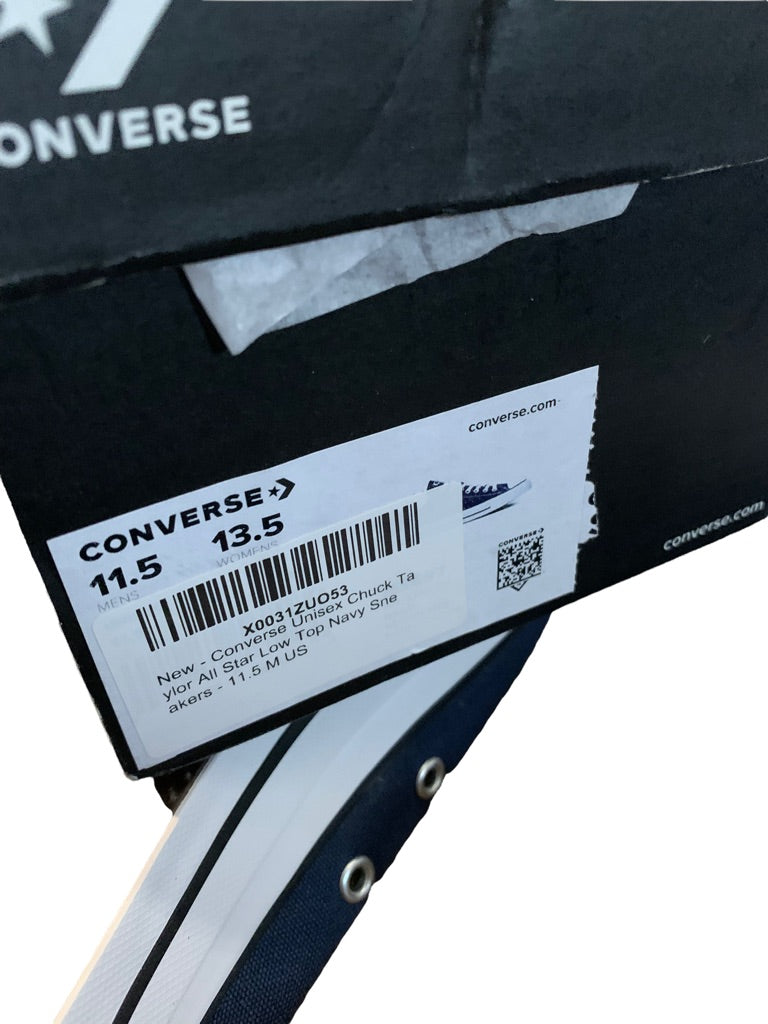 ONVERSE
converse.com
CONVERSE
11.5 13.5
MENS WOMENS
CONVERSE
converse.com
X0031ZUO53
New - Converse Unisex Chuck Ta
ylor All Star Low Top Navy Sne
akers - 11.5 M US